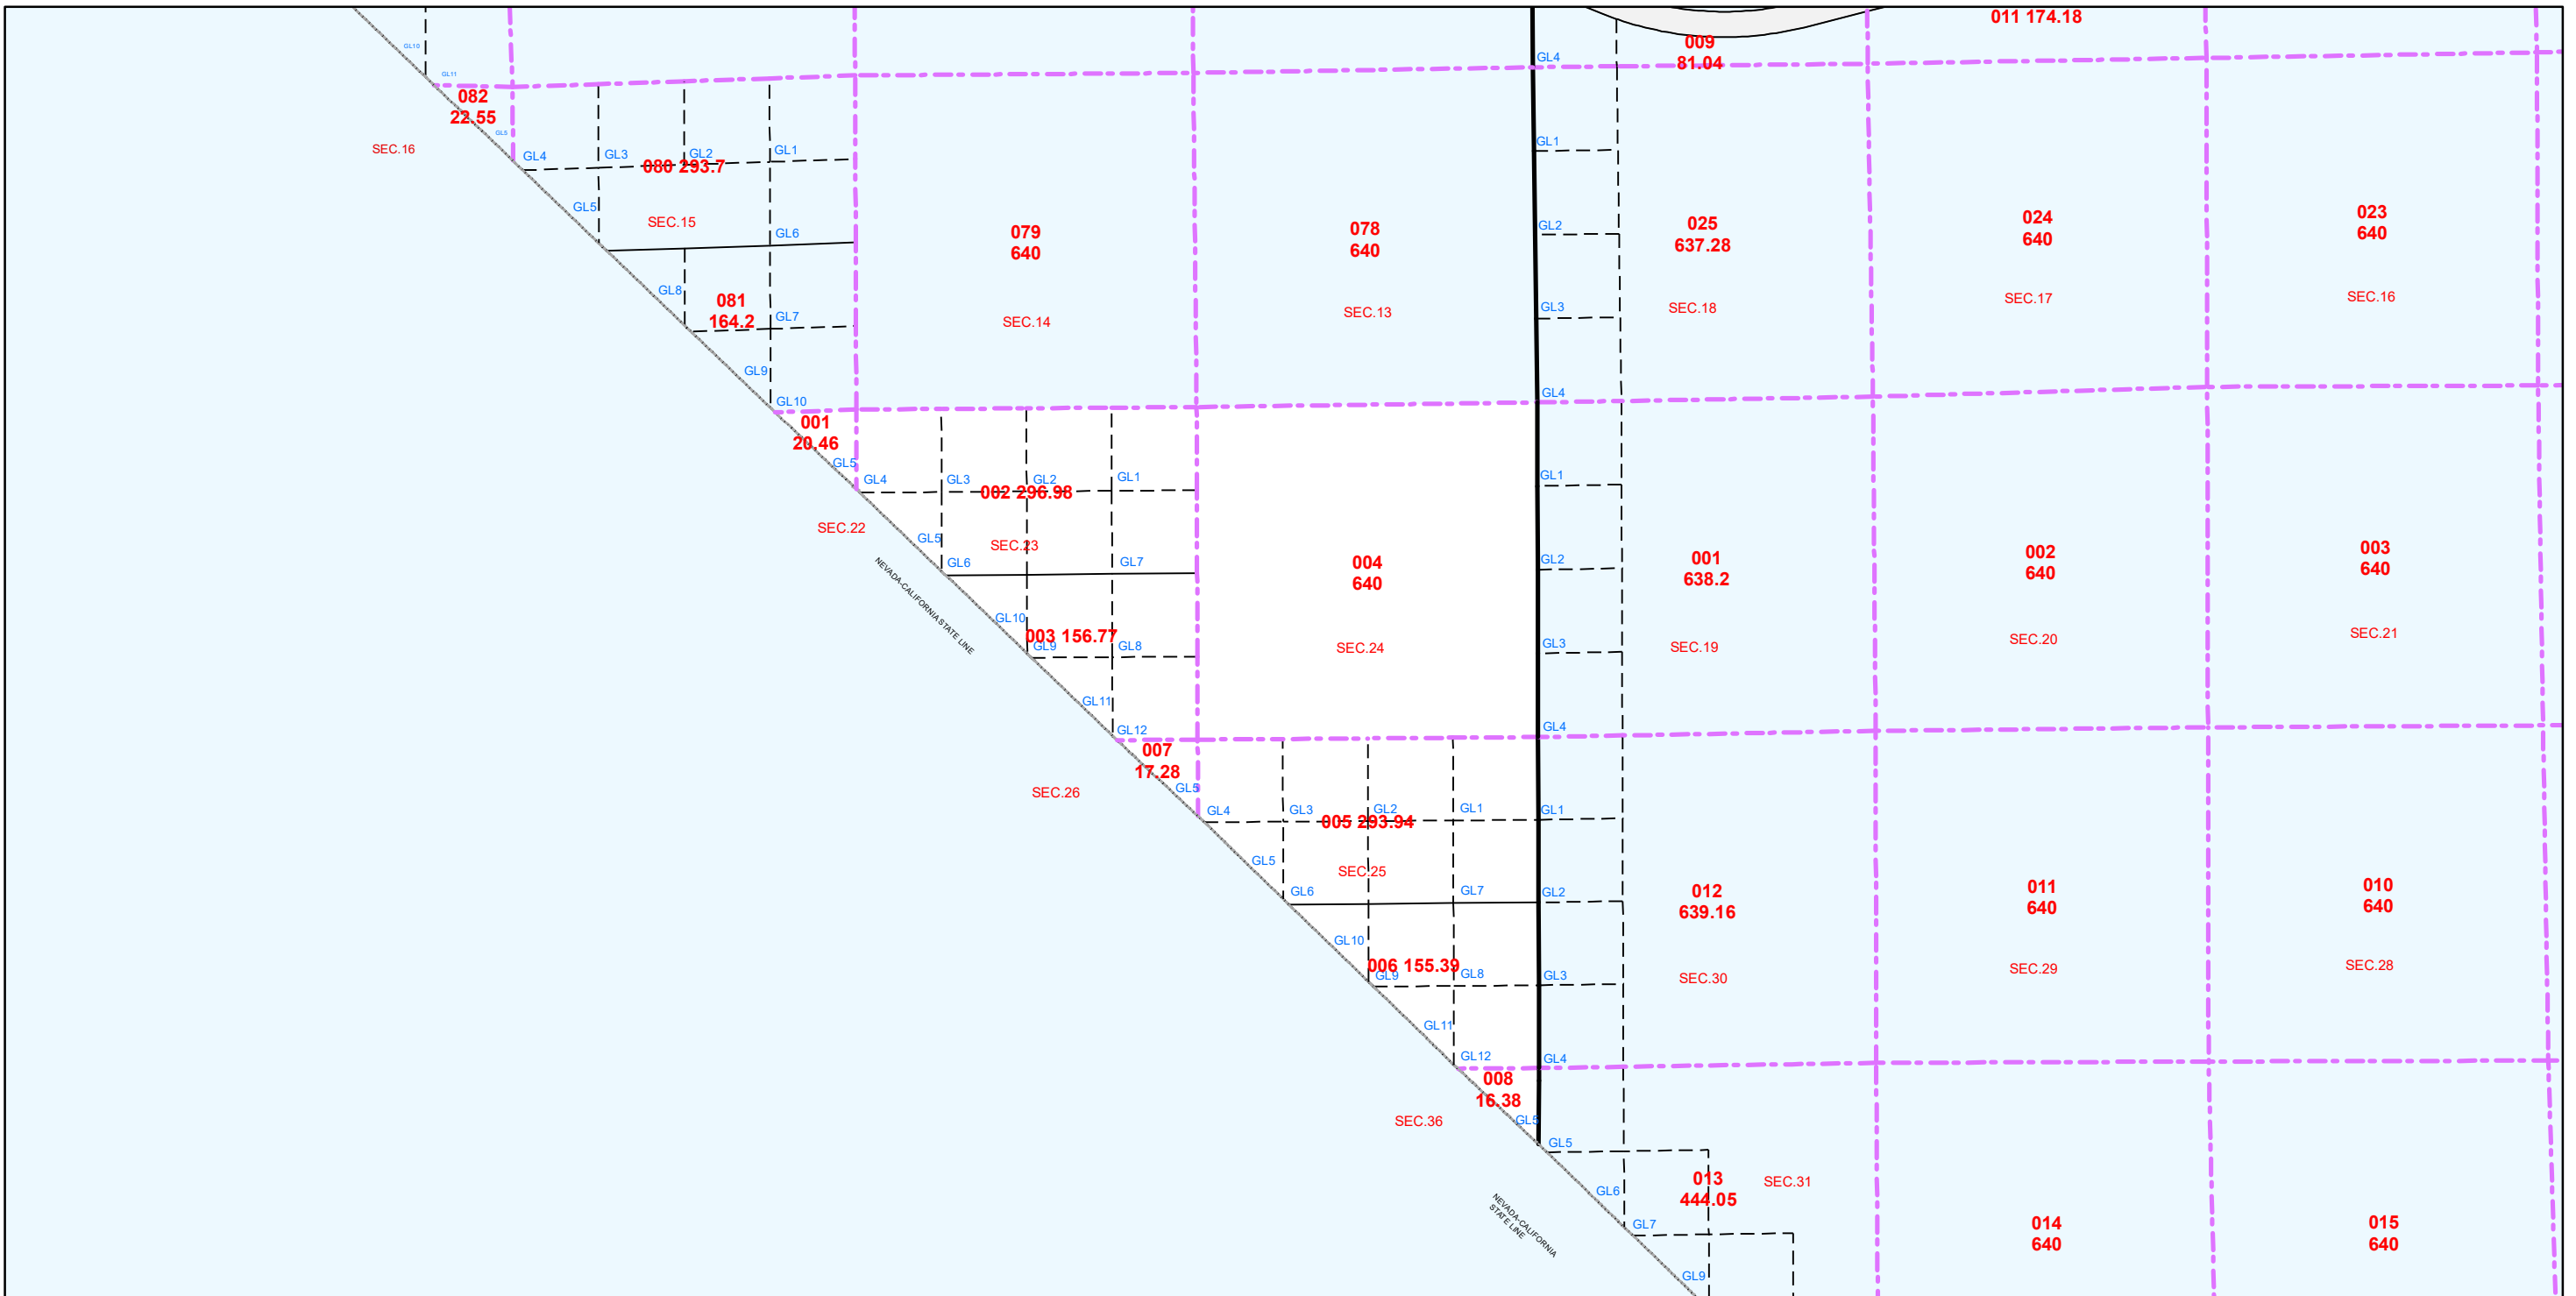 011 174.18
009
81.04
GL10
GL4
GL11
082
22.55
GL5
SEC.16
GL4
GL3
GL2
GL1
080 293.7
GL1
GL5
SEC.15
GL6
079
640
078
640
GL2
025
637.28
024
640
023
640
GL8
081
164.2
GL7
SEC.14
SEC.13
GL3
SEC.18
SEC.17
SEC.16
GL9
GL10
GL4
001
20.46
GL5
GL4
GL3
GL2
GL1
002 296.98
GL1
SEC.22
GL5
SEC.23
GL6
GL7
NEVADA-CALIFORNIA STATE LINE
004
640
GL2
001
638.2
002
640
003
640
GL10
003 156.77
GL9
GL8
SEC.24
GL3
SEC.19
SEC.20
SEC.21
GL11
GL12
GL4
007
17.28
GL5
SEC.26
GL4
GL3
GL2
GL1
005 293.94
GL1
GL5
SEC.25
GL6
GL7
GL2
012
639.16
011
640
010
640
GL10
006 155.39
GL9
GL8
GL3
SEC.30
SEC.29
SEC.28
GL11
GL12
GL4
008
16.38
GL5
SEC.36
GL5
GL6
013
444.05
SEC.31
NEVADA-CALIFORNIA
STATE LINE
GL7
014
640
015
640
GL9